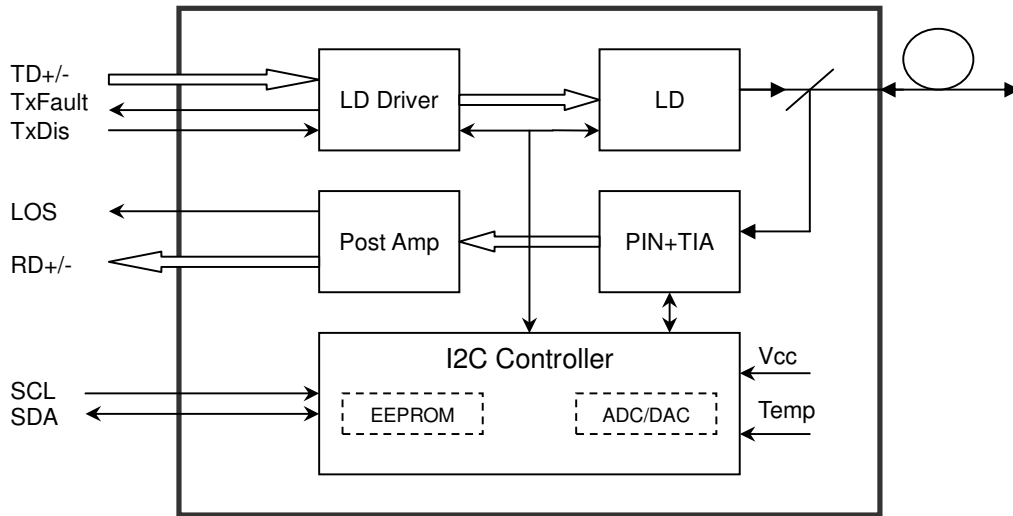 TD+/-
TxFault
TxDis
LD Driver
LD
LOS
RD+/-
Post Amp
PIN+TIA
I2C Controller
SCL
SDA
EEPROM
ADC/DAC
Vcc
Temp